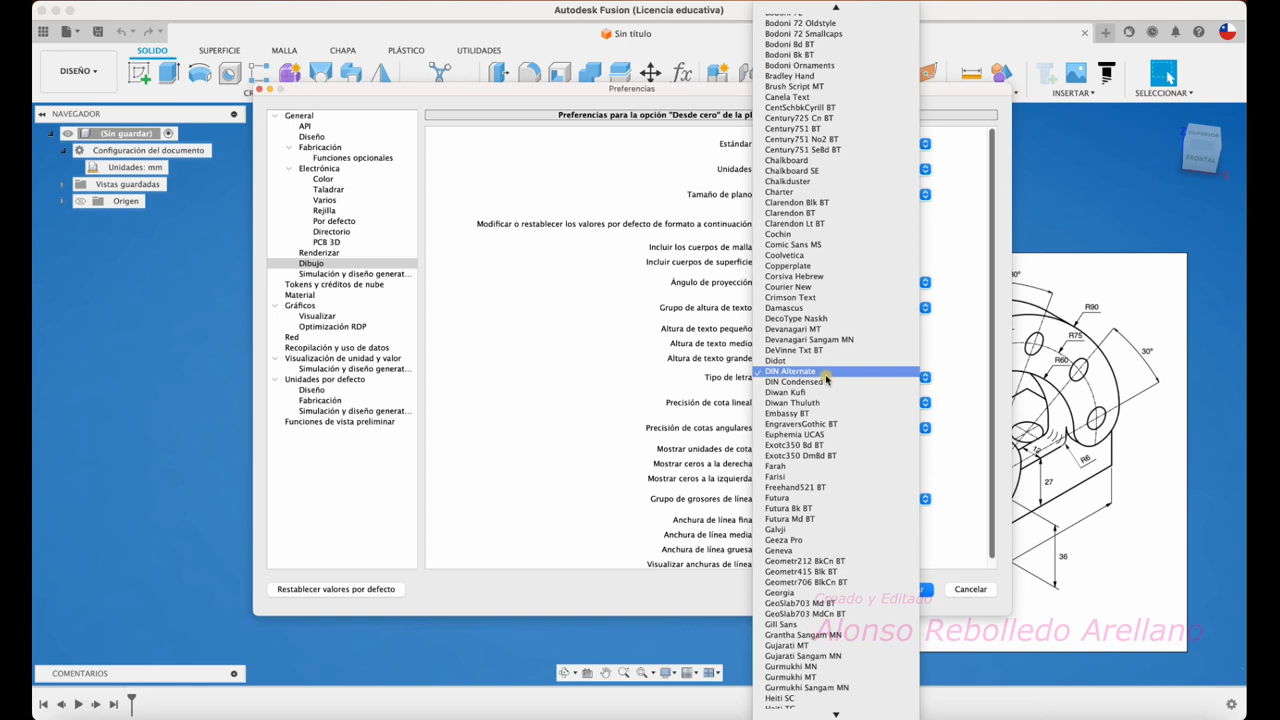 Autodesk Fusion (Licencia educativa)
Sin título
DISEÑO
SÓLIDO
SUPERFICIE
MALLA
CHAPA
PLÁSTICO
UTILIDADES
INSERTAR
SELECCIONAR
NAVEGADOR
(Sin guardar)
Configuración del documento
Unidades: mm
Vistas guardadas
Origen
Preferencias
General
API
Diseño
Fabricación
Funciones opcionales
Electrónica
Color
Taladrar
Varios
Rejilla
Por defecto
Directorio
PCB 3D
Renderizar
Dibujo
Simulación y diseño generat...
Tokens y créditos de nube
Material
Gráficos
Visualizar
Optimización RDP
Red
Recopilación y uso de datos
Visualización de unidad y valor
Simulación y diseño generat...
Unidades por defecto
Diseño
Fabricación
Simulación y diseño generat...
Funciones de vista preliminar
Restablecer valores por defecto
Preferencias para la opción "Desde cero" de la pl
Estándar
Unidades
Tamaño de plano
Modificar o restablecer los valores por defecto de formato a continuación
Incluir los cuerpos de malla
Incluir cuerpos de superficie
Ángulo de proyección
Grupo de altura de texto
Altura de texto pequeño
Altura de texto medio
Altura de texto grande
Tipo de letra
Precisión de cota lineal
Precisión de cotas angulares
Mostrar unidades de cota
Mostrar ceros a la derecha
Mostrar ceros a la izquierda
Grupo de grosores de línea
Anchura de línea fina
Anchura de línea media
Anchura de línea gruesa
Visualizar anchuras de línea
Cancelar
Bodoni 72 Oldstyle
Bodoni 72 Smallcaps
Bodoni Bd BT
Bodoni Bk BT
Bodoni Ornaments
Bradley Hand
Brush Script MT
Canela Text
CentSchbkCyrill BT
Century725 Cn BT
Century751 BT
Century751 No2 BT
Century751 SeBd BT
Chalkboard
Chalkboard SE
Chalkduster
Charter
Clarendon Blk BT
Clarendon BT
Clarendon Lt BT
Cochin
Comic Sans MS
Coolvetica
Copperplate
Corsiva Hebrew
Courier New
Crimson Text
Damascus
DecoType Naskh
Devanagari MT
Devanagari Sangam MN
DeVinne Txt BT
Didot
DIN Alternate
DIN Condensed
Diwan Kufi
Diwan Thuluth
Embassy BT
EngraversGothic BT
Euphemia UCAS
Exotc350 Bd BT
Exotc350 DmBd BT
Farah
Farisi
Freehand521 BT
Futura
Futura Bk BT
Futura Md BT
Galvji
Geeza Pro
Geneva
Geometr212 BkCn BT
Geometr415 Blk BT
Geometr706 BlkCn BT
Georgia
GeoSlab703 Md BT
GeoSlab703 MdCn BT
Gill Sans
Grantha Sangam MN
Gujarati MT
Gujarati Sangam MN
Gurmukhi MN
Gurmukhi MT
Gurmukhi Sangam MN
Heiti SC
SUPERIOR
FRONTAL
Z
R90
R75
R60
30°
R6
27
36
Creado y Editado
Alonso Rebolledo Arellano
COMENTARIOS